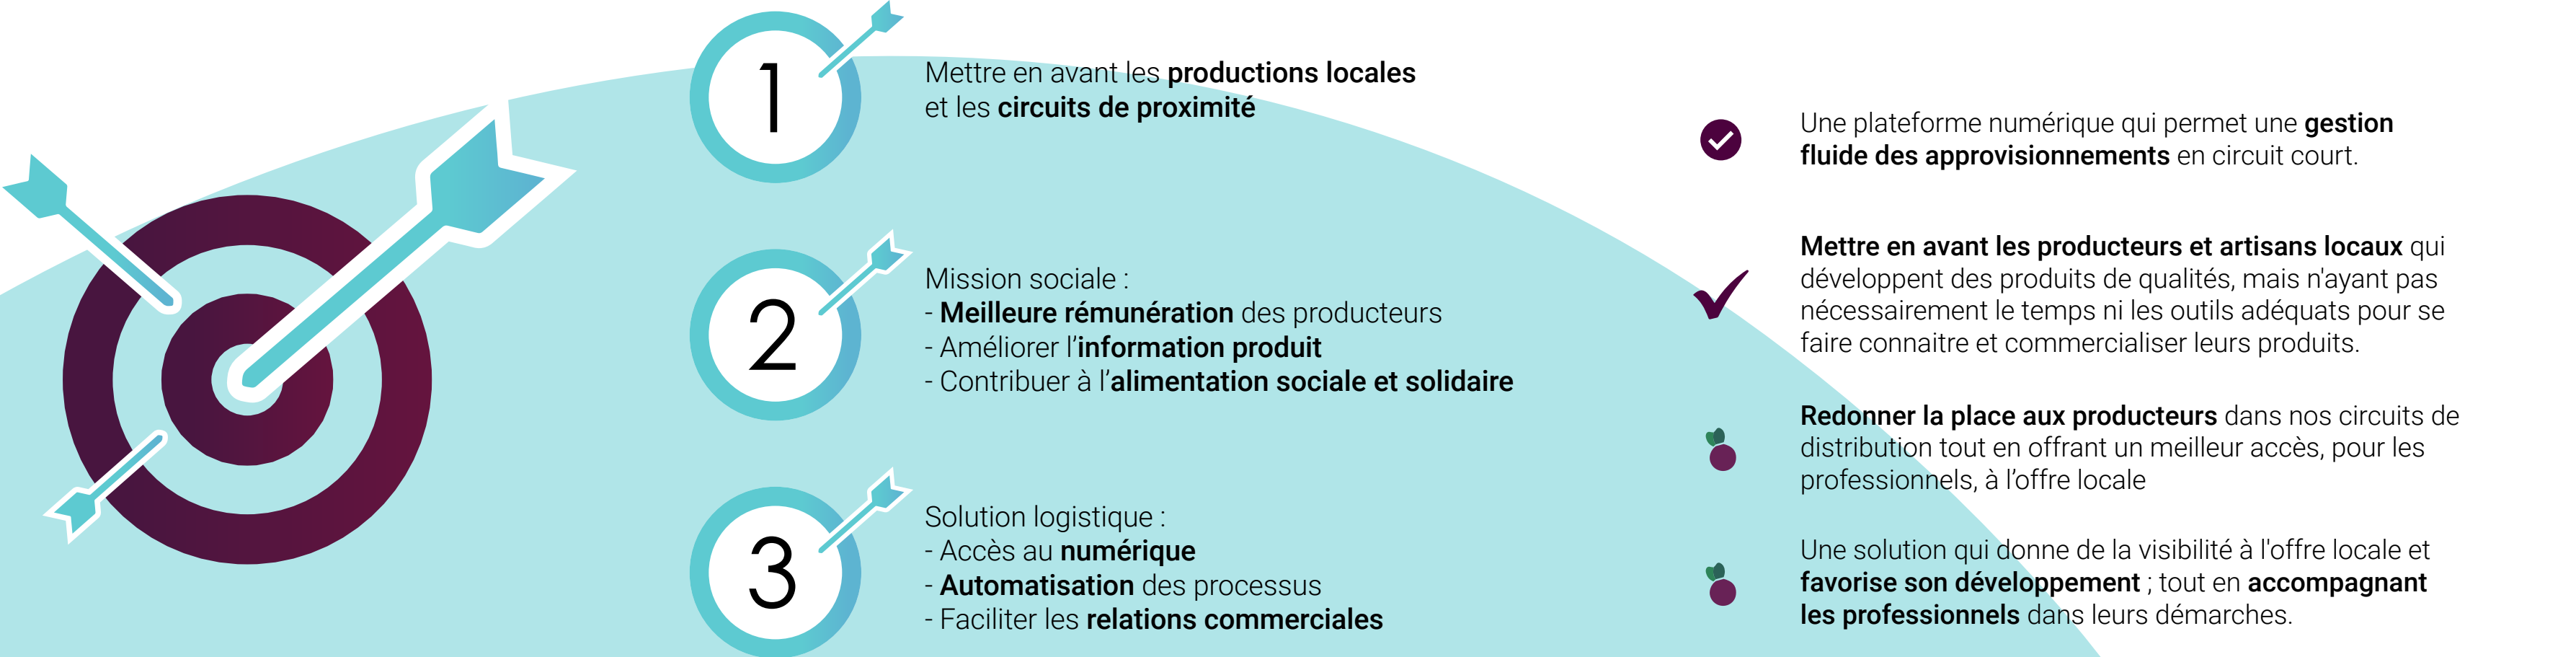 1
Mettre en avant les productions locales
et les circuits de proximité
2
Mission sociale :
- Meilleure rémunération des producteurs
- Améliorer l’information produit
- Contribuer à l’alimentation sociale et solidaire
3
Solution logistique :
- Accès au numérique
- Automatisation des processus
- Faciliter les relations commerciales
Une plateforme numérique qui permet une gestion
fluide des approvisionnements en circuit court.
Mettre en avant les producteurs et artisans locaux qui
développent des produits de qualités, mais n'ayant pas
nécessairement le temps ni les outils adéquats pour se
faire connaitre et commercialiser leurs produits.
Redonner la place aux producteurs dans nos circuits de
distribution tout en offrant un meilleur accès, pour les
professionnels, à l’offre locale
Une solution qui donne de la visibilité à l'offre locale et
favorise son développement ; tout en accompagnant
les professionnels dans leurs démarches.